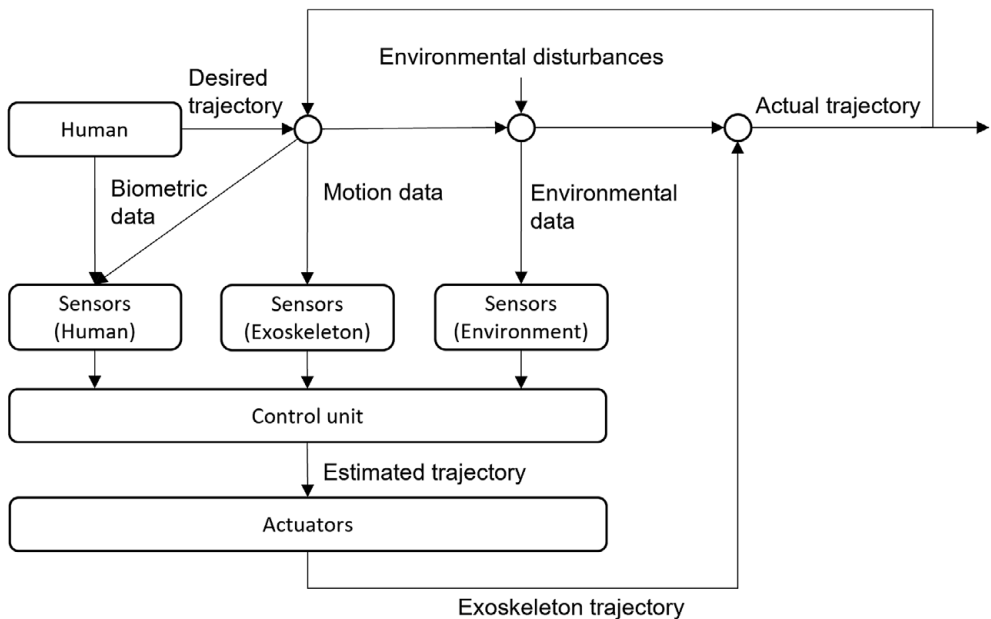 Environmental disturbances
Desired
trajectory
Actual trajectory
Human
Biometric
data
Motion data
Environmental
data
Sensors
(Human)
Sensors
(Exoskeleton)
Sensors
(Environment)
Control unit
Estimated trajectory
Actuators
Exoskeleton trajectory